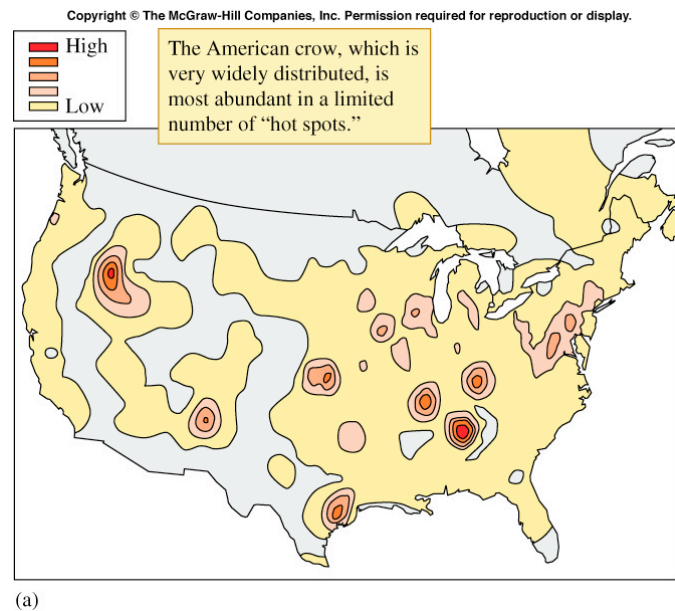 Copyright © The McGraw-Hill Companies, Inc. Permission required for reproduction or display.
High
Low
The American crow, which is
very widely distributed, is
most abundant in a limited
number of “hot spots.”
(a)